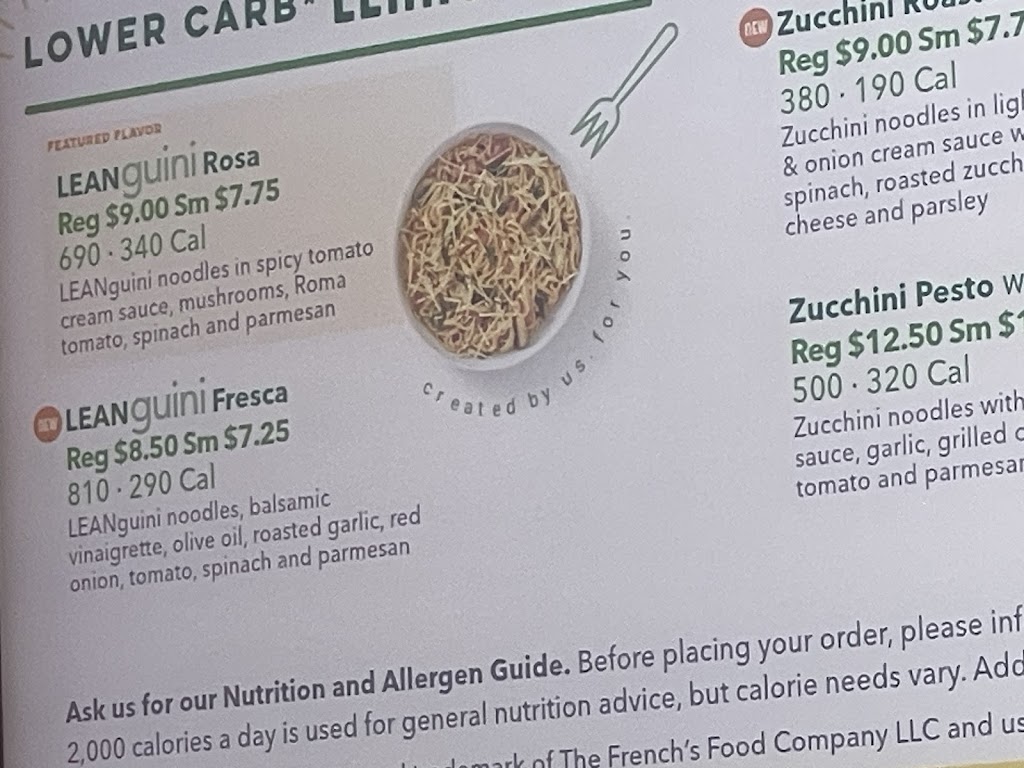 LOWER CARB*
FEATURED FLAVOR
LEANguini Rosa
Reg $9.00 Sm $7.75
690 · 340 Cal
LEANguini noodles in spicy tomato
cream sauce, mushrooms, Roma
tomato, spinach and parmesan
NEW LEANguini Fresca
Reg $8.50 Sm $7.25
810 · 290 Cal
LEANguini noodles, balsamic
vinaigrette, olive oil, roasted garlic, red
onion, tomato, spinach and parmesan
created by us. for you.
NEW Zucchini
Reg $9.00 Sm $7.7
380 · 190 Cal
Zucchini noodles in
& onion cream sauce
spinach, roasted
cheese and parsley
Zucchini Pesto
Reg $12.50 Sm
500 · 320 Cal
Zucchini noodles with
sauce, garlic, grilled
tomato and
Ask us for our Nutrition and Allergen Guide. Before placing your order, please
2,000 calories a day is used for general nutrition advice, but calorie needs vary. Add
of The French's Food Company LLC and